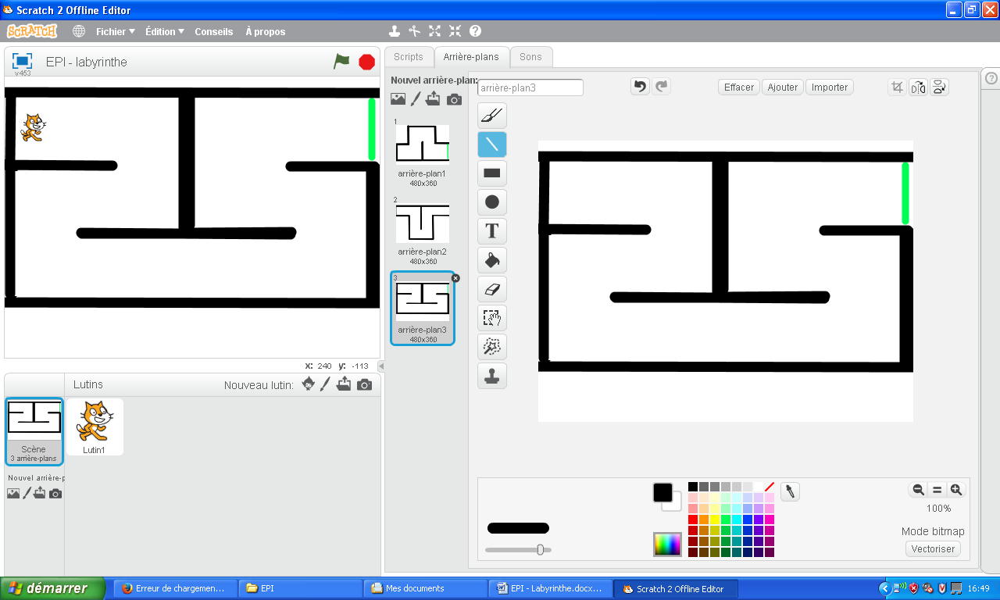 Scratch 2 Offline Editor
SCRATCH
Fichier
Édition
Conseils
À propos
v453
EPI - labyrinthe
Scripts
Arrière-plans
Sons
Nouvel arrière-plan:
arrière-plan3
Effacer
Ajouter
Importer
1
arrière-plan1
480x360
2
arrière-plan2
480x360
3
arrière-plan3
480x360
T
x: 240 y: -113
Lutins
Nouveau lutin:
Scène
3 arrière-plans
Lutin1
Nouvel arrière-p
100%
Mode bitmap
Vectoriser
démarrer
Erreur de chargemen...
EPI
Mes documents
EPI - Labyrinthe.docx...
Scratch 2 Offline Editor
16:49